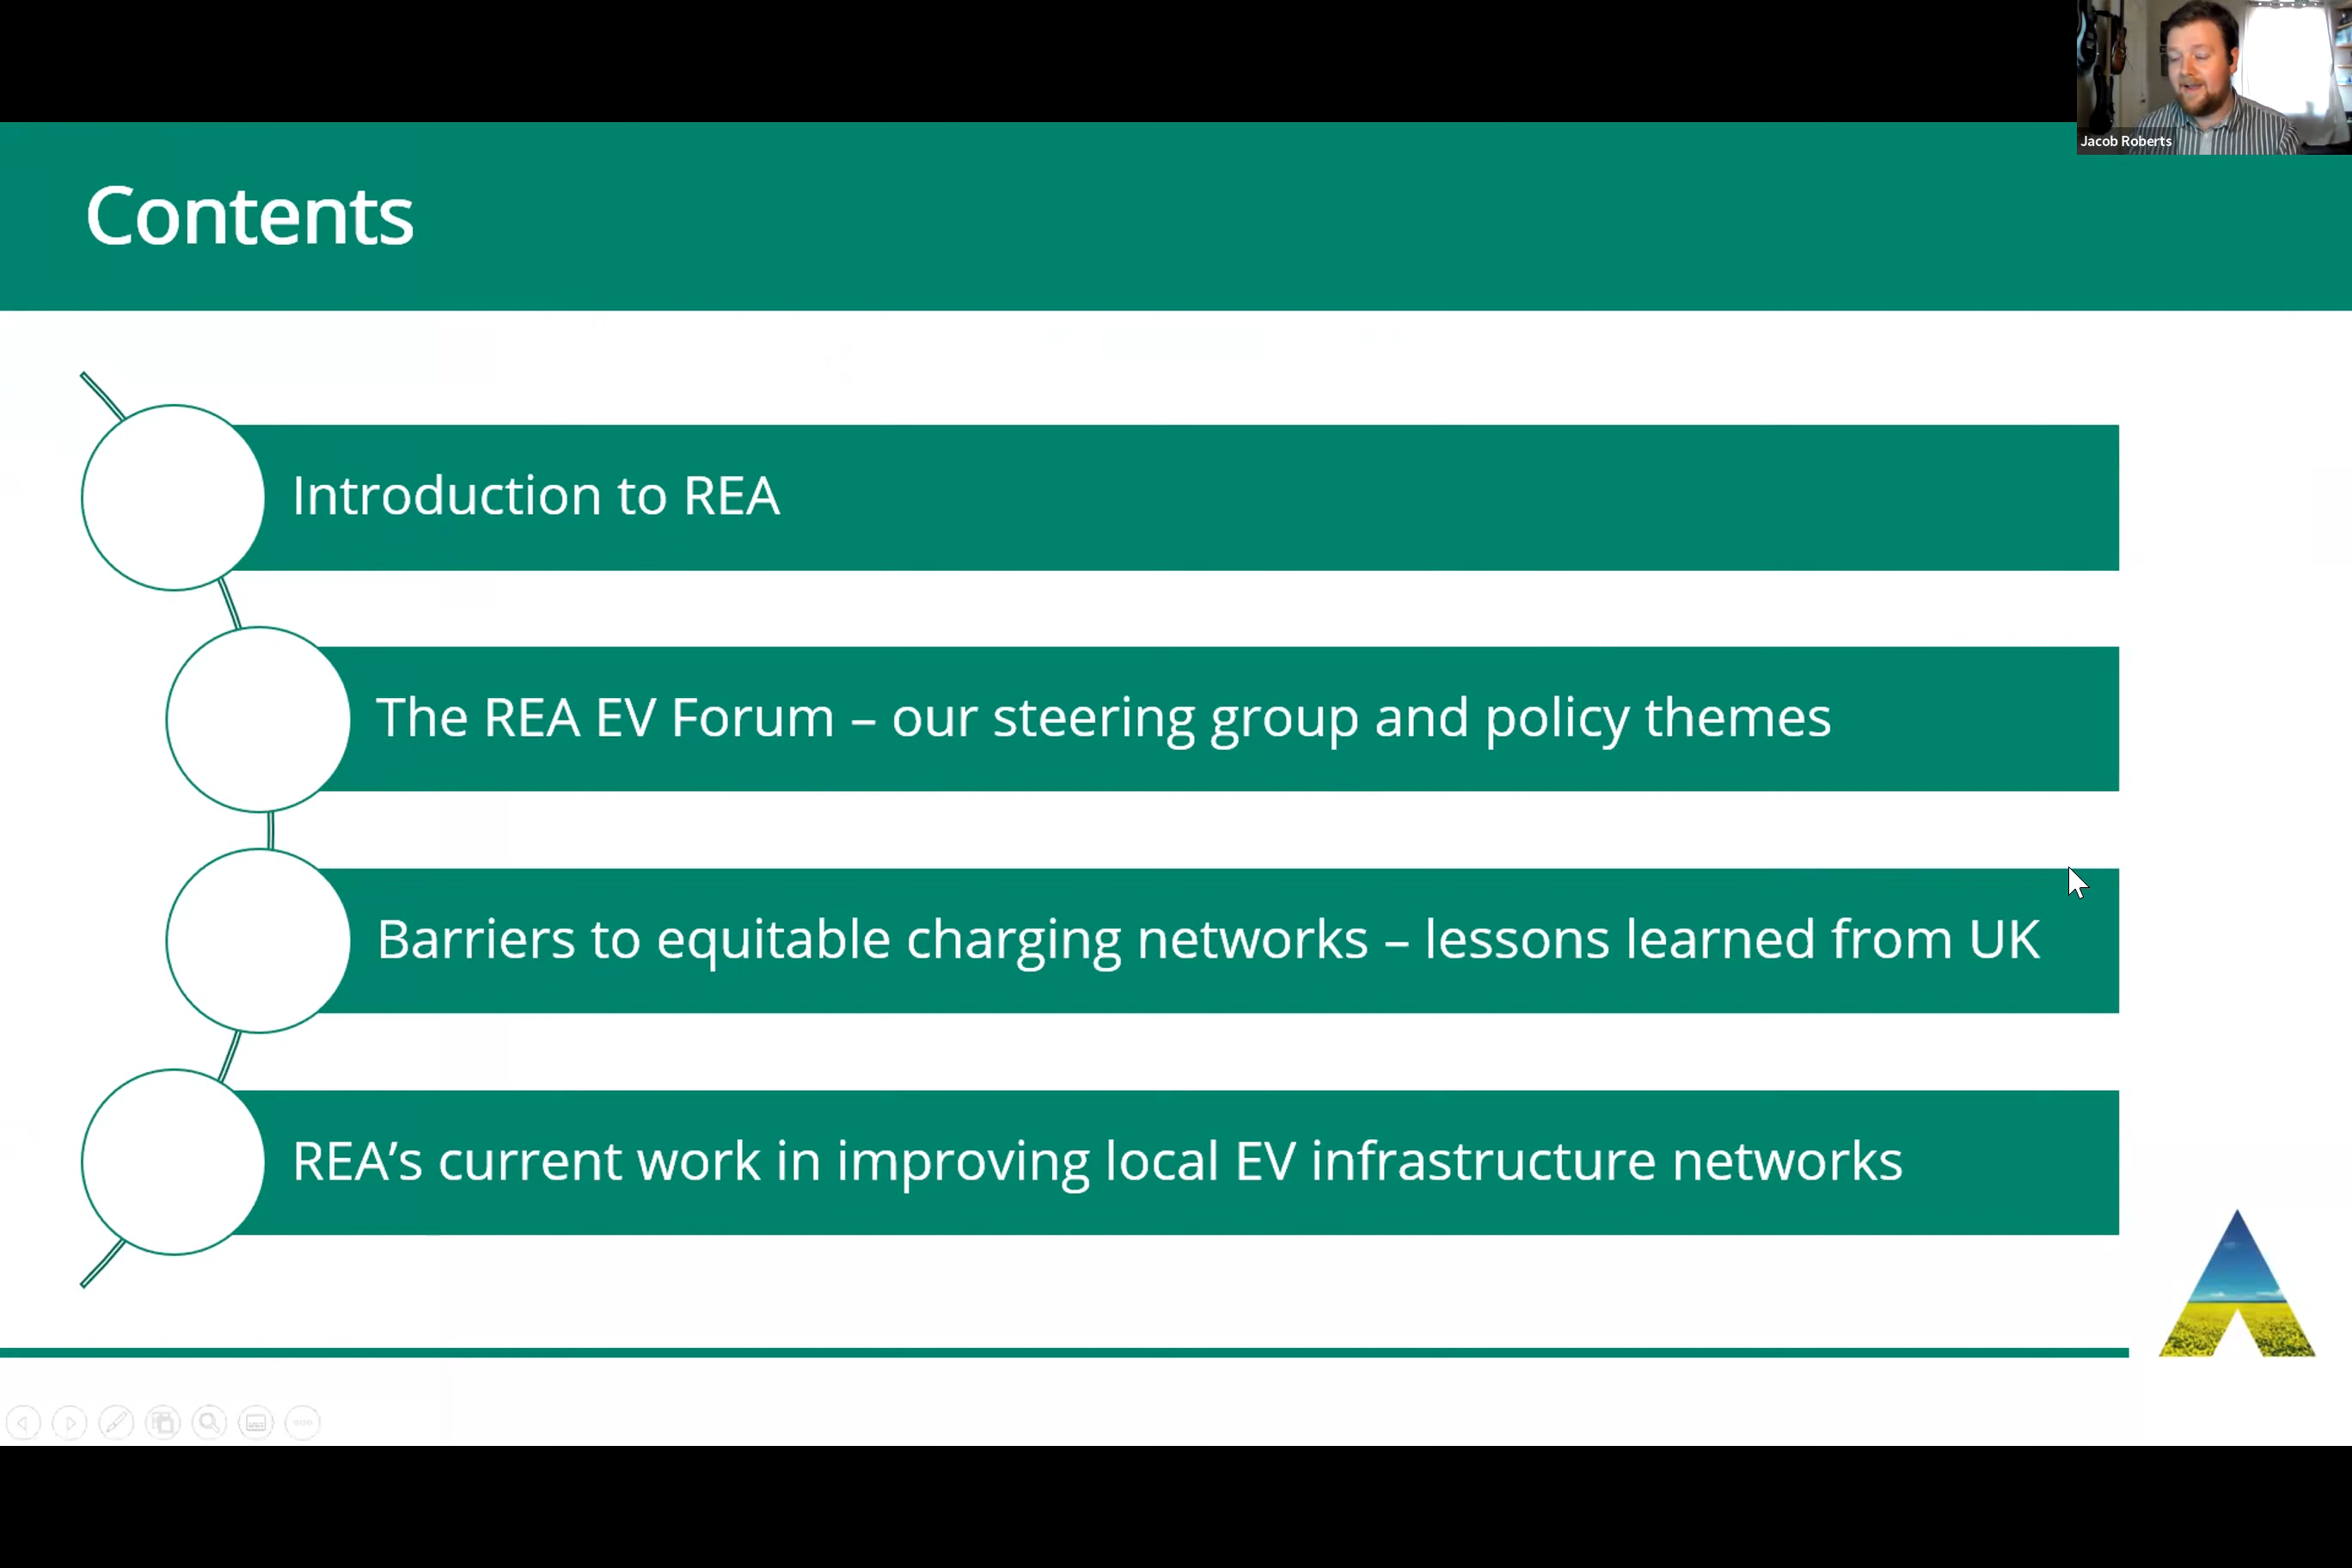 Jacob Roberts
Contents
Introduction to REA
The REA EV Forum – our steering group and policy themes
Barriers to equitable charging networks – lessons learned from UK
REA’s current work in improving local EV infrastructure networks